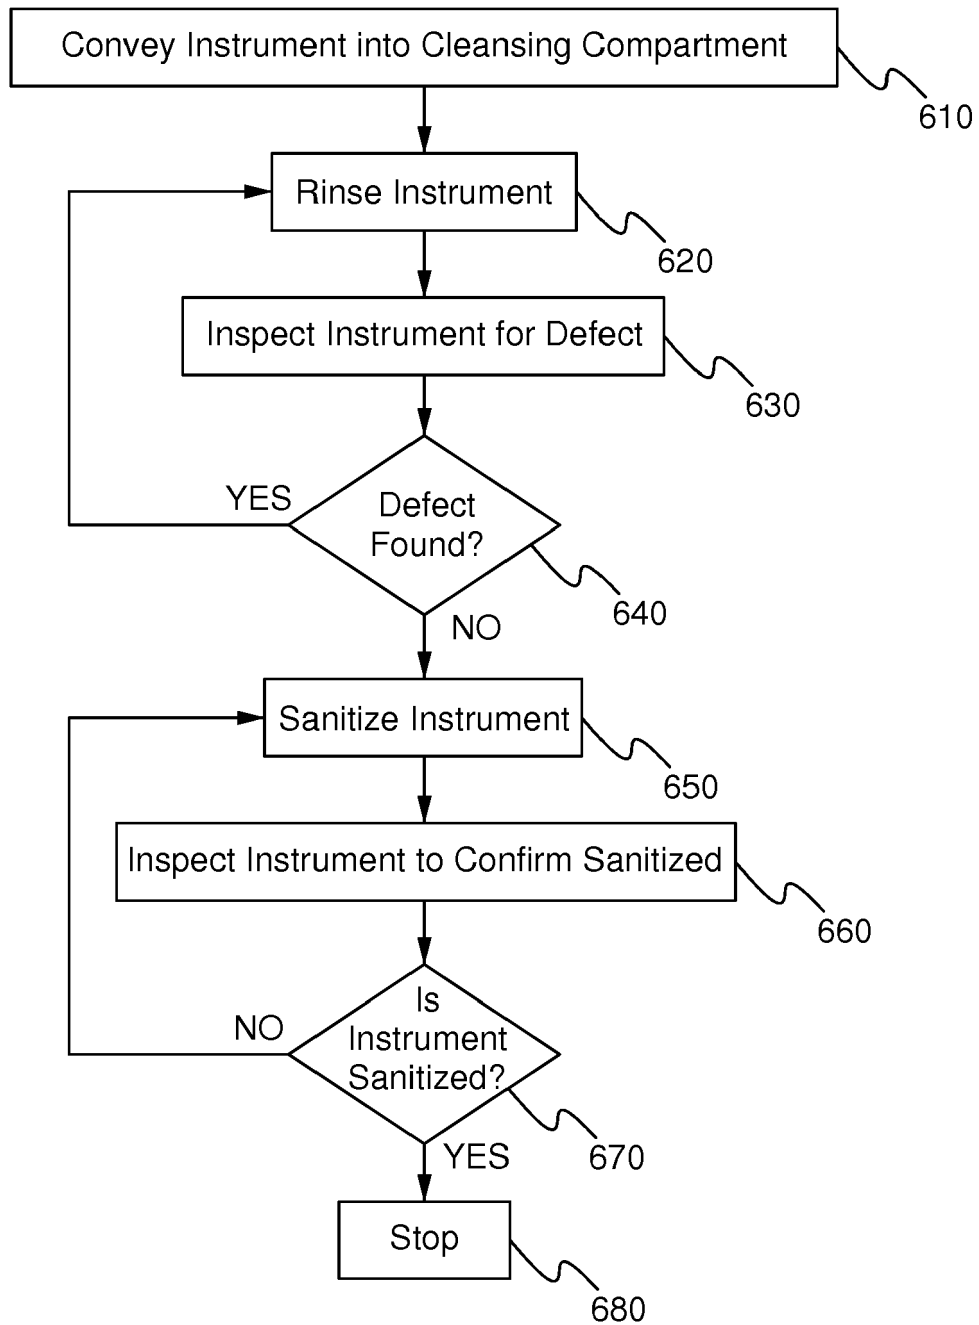 Convey Instrument into Cleansing Compartment
610
Rinse Instrument
620
Inspect Instrument for Defect
630
YES
Defect
Found?
640
NO
Sanitize Instrument
650
Inspect Instrument to Confirm Sanitized
660
NO
Is
Instrument
Sanitized?
670
YES
Stop
680